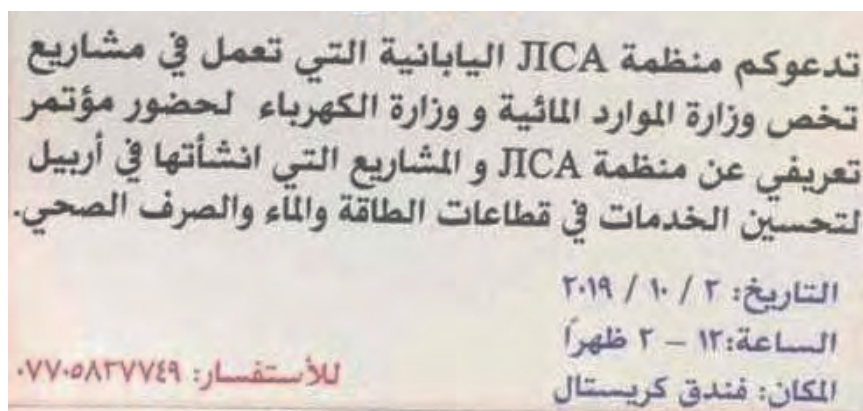 تدعوكم منظمة JICA اليابانية التي تعمل في مشاريع
تخص وزارة الموارد المائية و وزارة الكهرباء لحضور مؤتمر
تعريفي عن منظمة JICA و المشاريع التي انشأتها في أربيل
لتحسين الخدمات في قطاعات الطاقة والماء والصرف الصحي.
التاريخ: ٢ / ١٠ / ٢٠١٩
الساعة:١٢ – ٢ ظهراً
للأستفسار: ٠٧٧٠٥٨٣٧٧٤٩
المكان: فندق كريستال